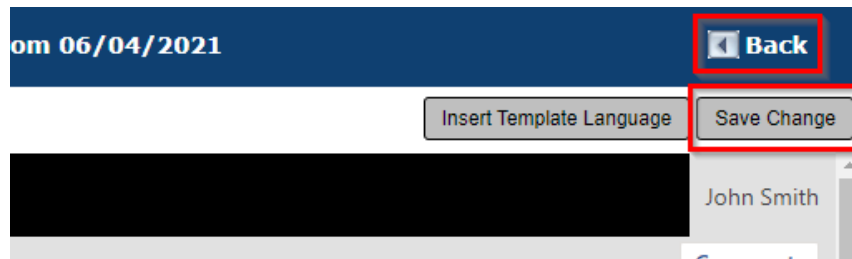 om 06/04/2021 Back
Insert Template Language Save Change
John Smith